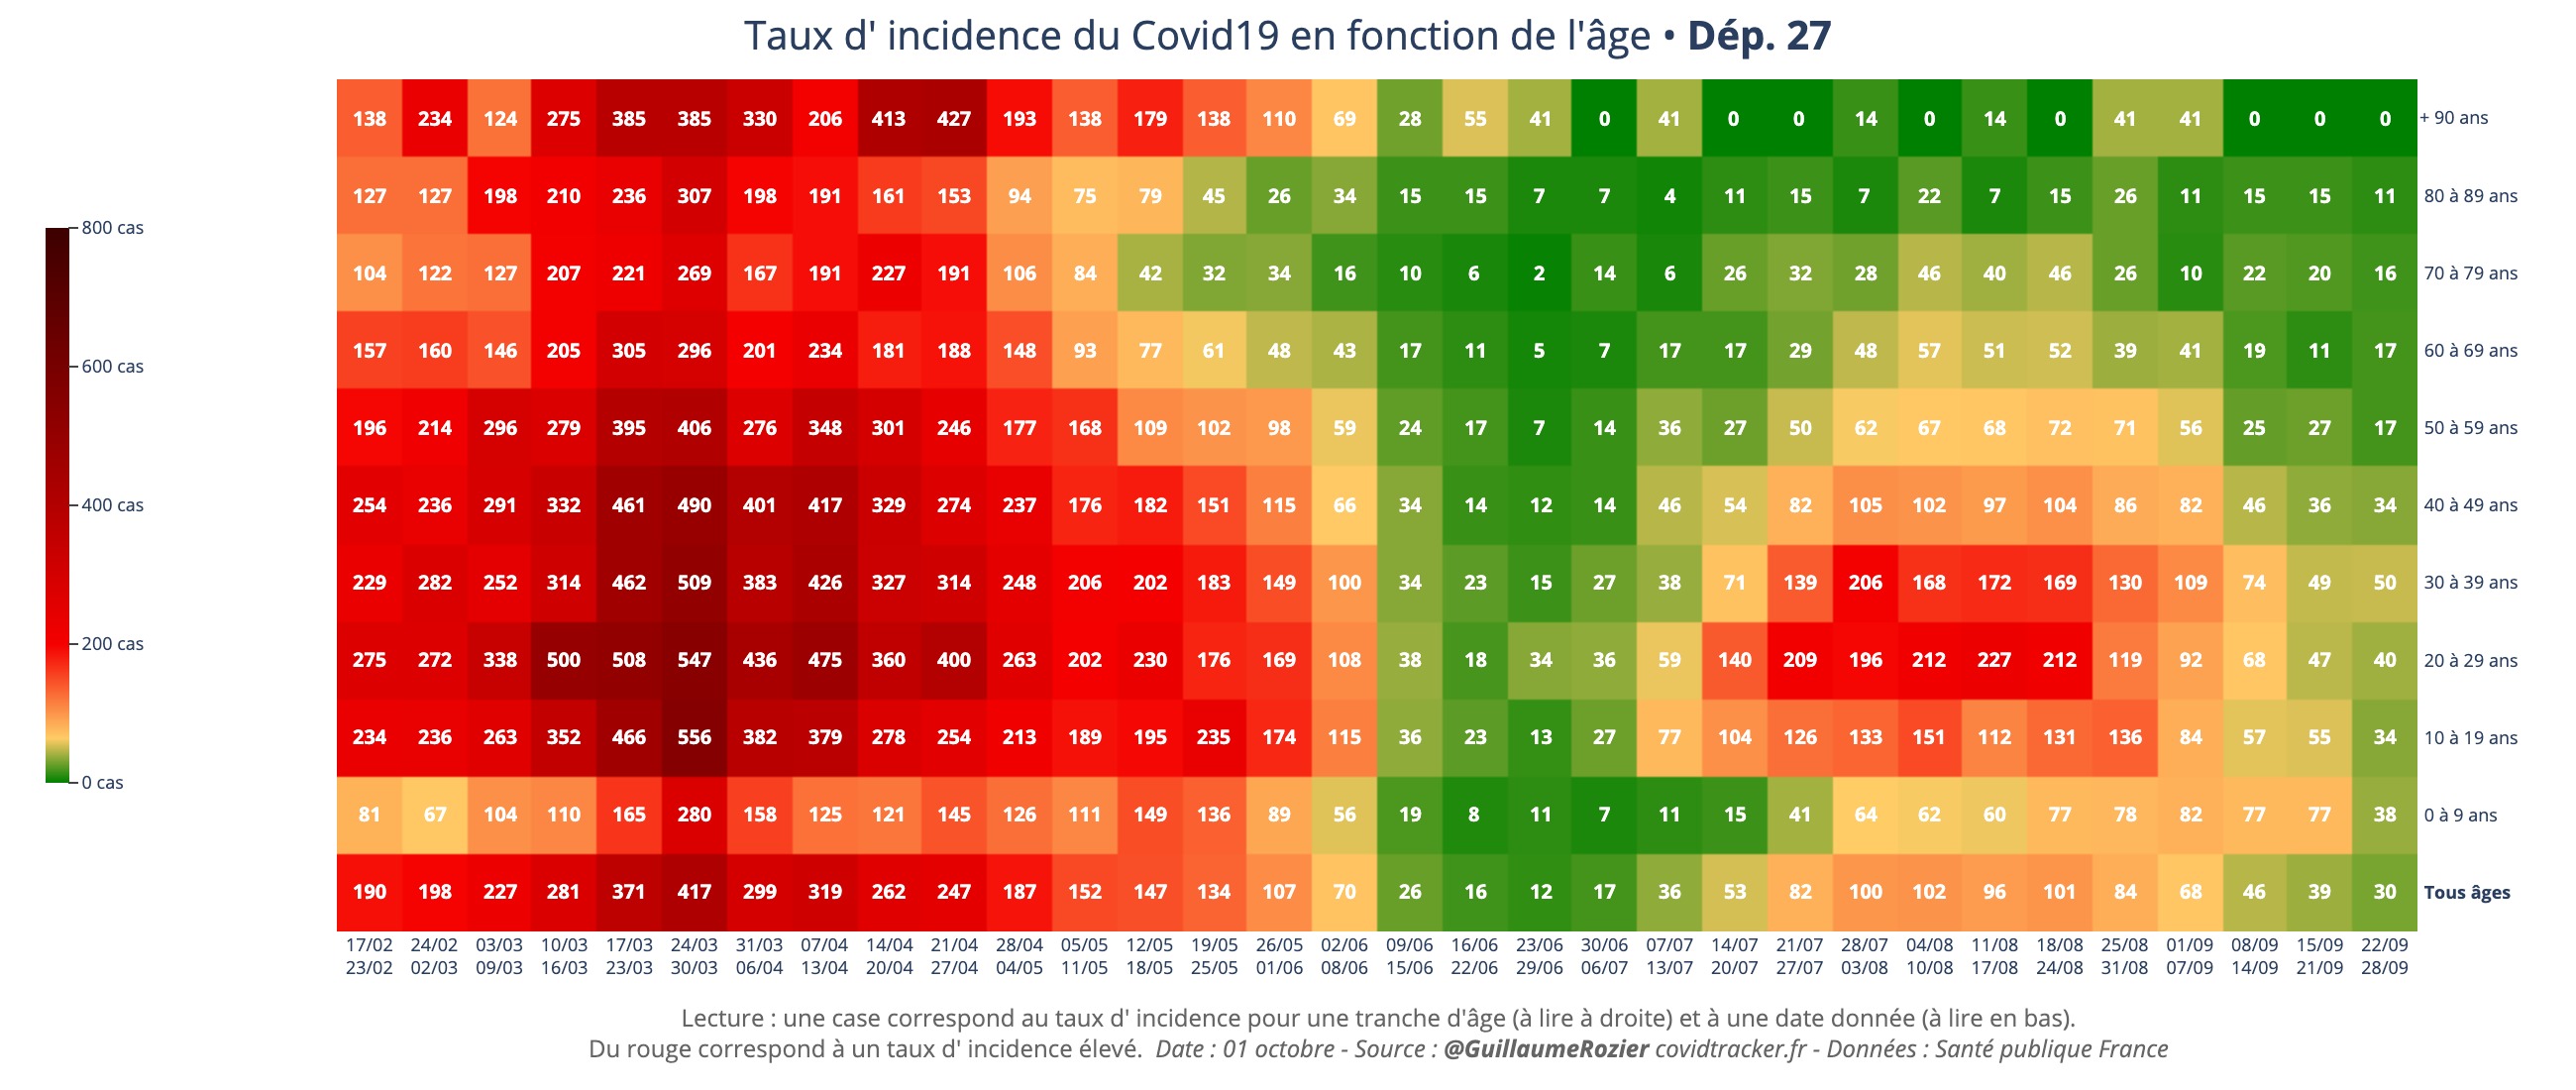 Taux d' incidence du Covid19 en fonction de l'âge • Dép. 27
800 cas
600 cas
400 cas
200 cas
0 cas
138 234 124 275 385 385 330 206 413 427 193 138 179 138 110 69 28 55 41 0 41 0 0 14 0 14 0 41 41 0 0 0 + 90 ans
127 127 198 210 236 307 198 191 161 153 94 75 79 45 26 34 15 15 7 7 4 11 15 7 22 7 15 26 11 15 15 11 80 à 89 ans
104 122 127 207 221 269 167 191 227 191 106 84 42 32 34 16 10 6 2 14 6 26 32 28 46 40 46 26 10 22 20 16 70 à 79 ans
157 160 146 205 305 296 201 234 181 188 148 93 77 61 48 43 17 11 5 7 17 17 29 48 57 51 52 39 41 19 11 17 60 à 69 ans
196 214 296 279 395 406 276 348 301 246 177 168 109 102 98 59 24 17 7 14 36 27 50 62 67 68 72 71 56 25 27 17 50 à 59 ans
254 236 291 332 461 490 401 417 329 274 237 176 182 151 115 66 34 14 12 14 46 54 82 105 102 97 104 86 82 46 36 34 40 à 49 ans
229 282 252 314 462 509 383 426 327 314 248 206 202 183 149 100 34 23 15 27 38 71 139 206 168 172 169 130 109 74 49 50 30 à 39 ans
275 272 338 500 508 547 436 475 360 400 263 202 230 176 169 108 38 18 34 36 59 140 209 196 212 227 212 119 92 68 47 40 20 à 29 ans
234 236 263 352 466 556 382 379 278 254 213 189 195 235 174 115 36 23 13 27 77 104 126 133 151 112 131 136 84 57 55 34 10 à 19 ans
81 67 104 110 165 280 158 125 121 145 126 111 149 136 89 56 19 8 11 7 11 15 41 64 62 60 77 78 82 77 77 38 0 à 9 ans
190 198 227 281 371 417 299 319 262 247 187 152 147 134 107 70 26 16 12 17 36 53 82 100 102 96 101 84 68 46 39 30 Tous âges
17/02 24/02 03/03 10/03 17/03 24/03 31/03 07/04 14/04 21/04 28/04 05/05 12/05 19/05 26/05 02/06 09/06 16/06 23/06 30/06 07/07 14/07 21/07 28/07 04/08 11/08 18/08 25/08 01/09 08/09 15/09 22/09
23/02 02/03 09/03 16/03 23/03 30/03 06/04 13/04 20/04 27/04 04/05 11/05 18/05 25/05 01/06 08/06 15/06 22/06 29/06 06/07 13/07 20/07 27/07 03/08 10/08 17/08 24/08 31/08 07/09 14/09 21/09 28/09
Lecture : une case correspond au taux d' incidence pour une tranche d'âge (à lire à droite) et à une date donnée (à lire en bas).
Du rouge correspond à un taux d' incidence élevé. Date : 01 octobre - Source : @GuillaumeRozier covidtracker.fr - Données : Santé publique France